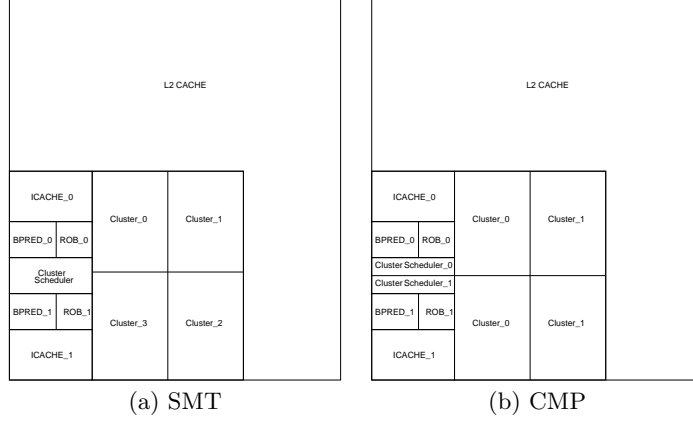 L2 CACHE
ICACHE_0
BPRED_0
ROB_0
Cluster
Scheduler
BPRED_1
ROB_1
ICACHE_1
Cluster_0
Cluster_1
Cluster_3
Cluster_2
(a) SMT
L2 CACHE
ICACHE_0
BPRED_0
ROB_0
Cluster Scheduler_0
Cluster Scheduler_1
BPRED_1
ROB_1
ICACHE_1
Cluster_0
Cluster_1
Cluster_0
Cluster_1
(b) CMP